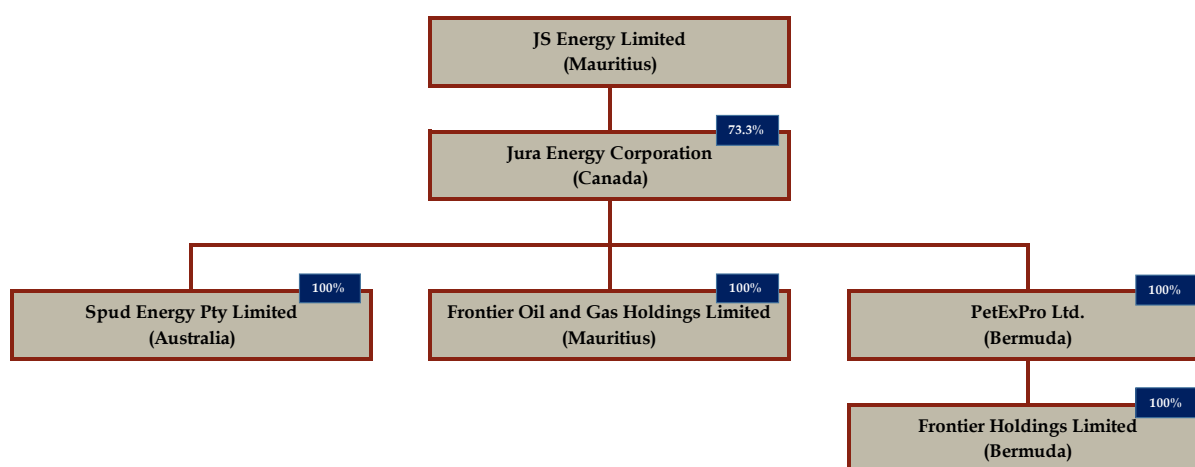 JS Energy Limited
(Mauritius)
73.3%
Jura Energy Corporation
(Canada)
100%
Spud Energy Pty Limited
(Australia)
100%
Frontier Oil and Gas Holdings Limited
(Mauritius)
100%
PetExPro Ltd.
(Bermuda)
100%
Frontier Holdings Limited
(Bermuda)